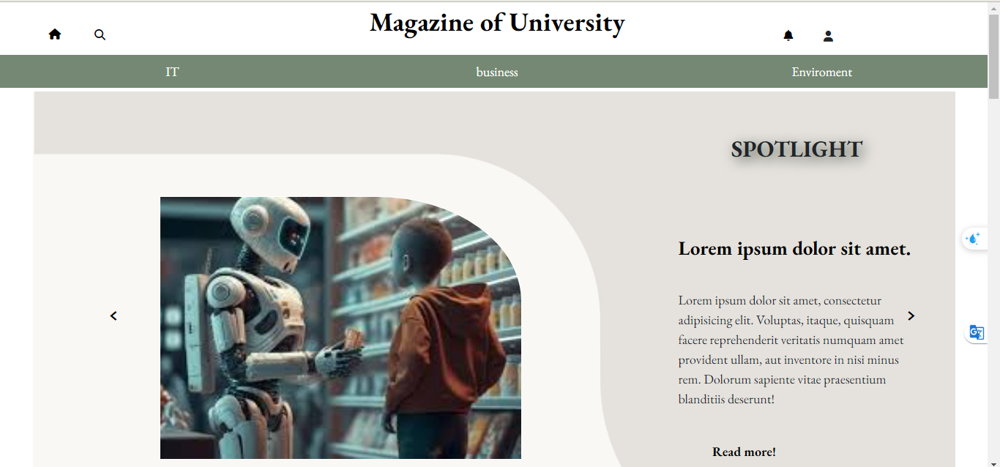 Magazine of University
IT
business
Enviroment
SPOTLIGHT
Lorem ipsum dolor sit amet.
Lorem ipsum dolor sit amet, consectetur
adipisicing elit. Voluptas, itaque, quisquam
facere reprehenderit veritatis numquam amet
provident ullam, aut inventore in nisi minus
rem. Dolorum sapiente vitae praesentium
blanditiis deserunt!
Read more!